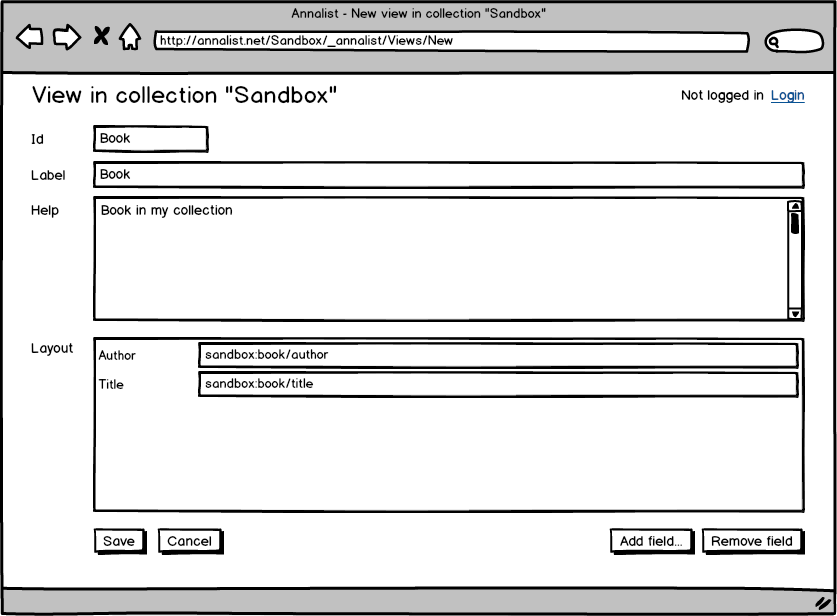 Annalist - New view in collection "Sandbox"
http://annalist.net/Sandbox/_annalist/Views/New
View in collection "Sandbox"
Not logged in Login
Id Book
Label Book
Help Book in my collection
Layout
Author sandbox:book/author
Title sandbox:book/title
Save Cancel Add field... Remove field